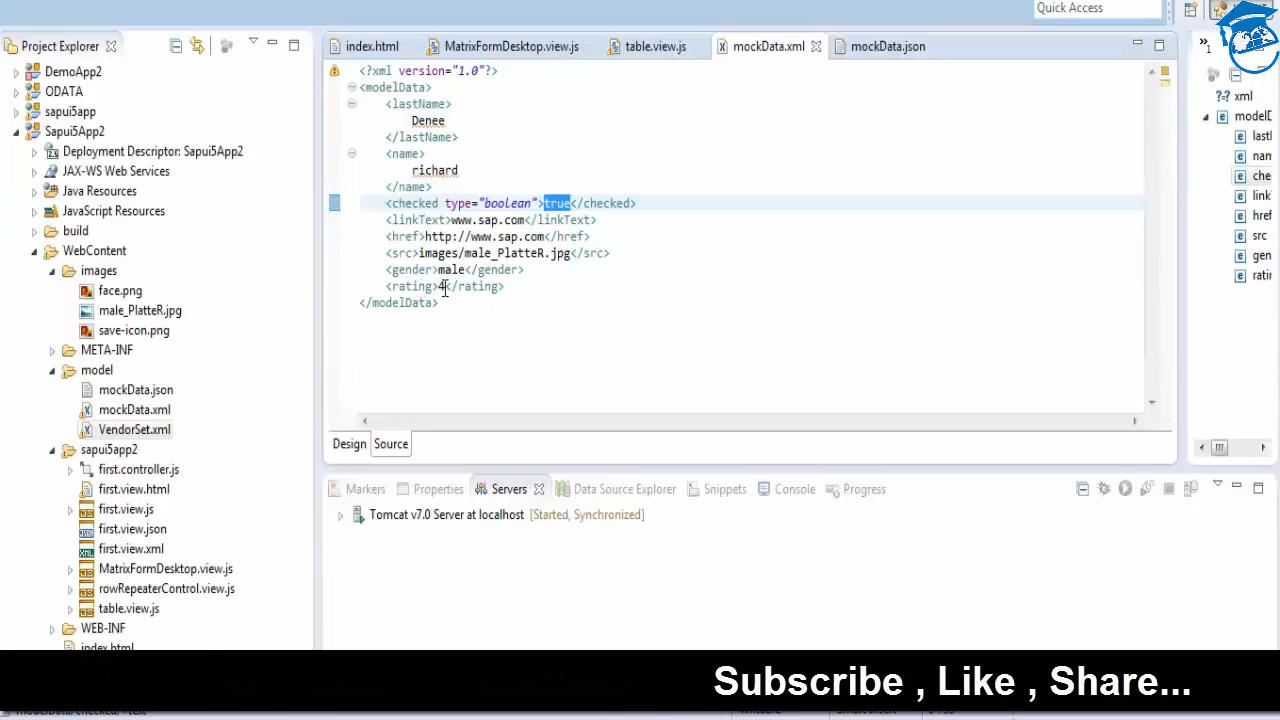 Quick Access
Project Explorer
index.html
MatrixFormDesktop.view.js
table.view.js
mockData.xml
mockData.json
DemoApp2
ODATA
sapui5app
Sapui5App2
Deployment Descriptor: Sapui5App2
JAX-WS Web Services
Java Resources
JavaScript Resources
build
WebContent
images
face.png
male_PlatteR.jpg
save-icon.png
META-INF
model
mockData.json
mockData.xml
VendorSet.xml
sapui5app2
first.controller.js
first.view.html
first.view.js
first.view.json
first.view.xml
MatrixFormDesktop.view.js
rowRepeaterControl.view.js
table.view.js
WEB-INF
index.html
<?xml version="1.0"?>
<modelData>
<lastName>
Denee
</lastName>
<name>
richard
</name>
<checked type="boolean">true</checked>
<linkText>www.sap.com</linkText>
<href>http://www.sap.com</href>
<src>images/male_PlatteR.jpg</src>
<gender>male</gender>
<rating>4</rating>
</modelData>
Design
Source
?=? xml
modelD
lastl
nam
che
link
href
src
gen
ratir
Markers
Properties
Servers
Data Source Explorer
Snippets
Console
Progress
Tomcat v7.0 Server at localhost [Started, Synchronized]
Subscribe , Like , Share...